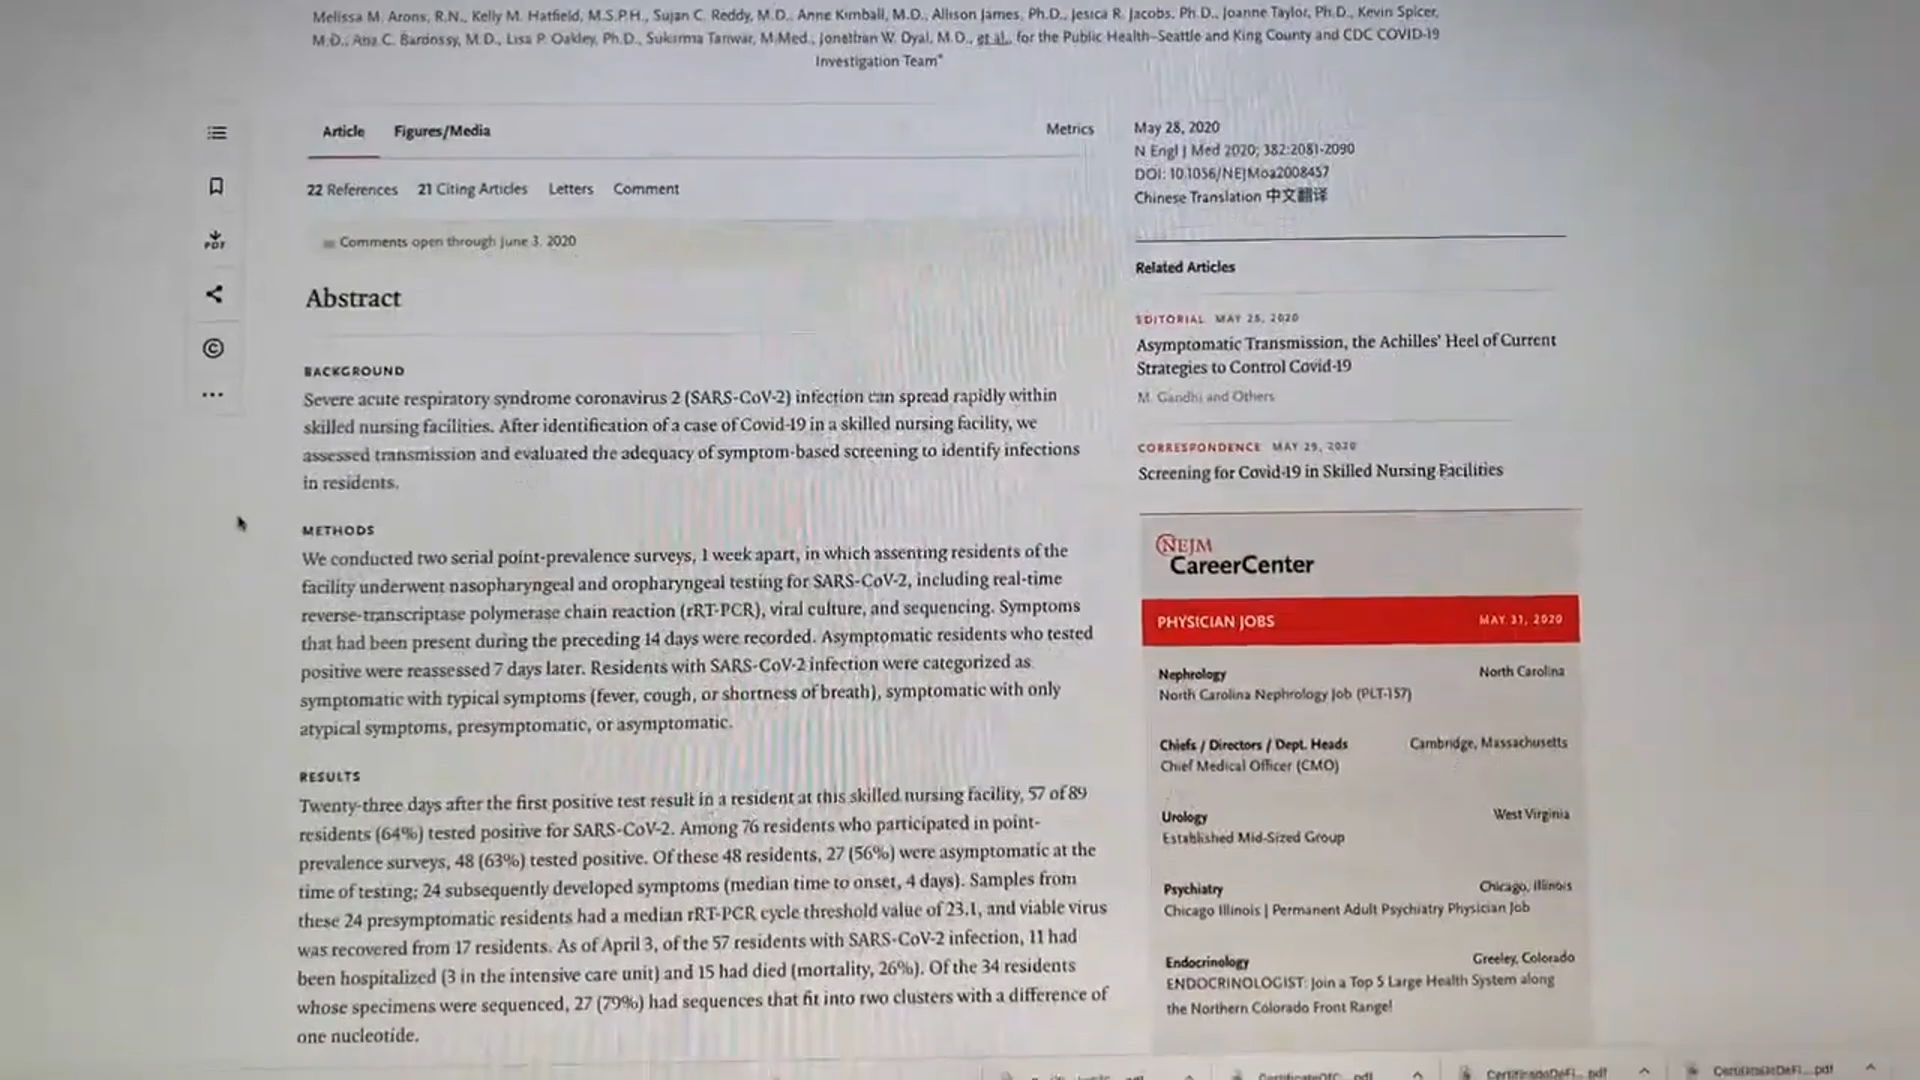 Melissa M. Arons, R.N., Kelly M. Hatfield, M.S.P.H., Sujan C. Reddy, M.D., Anne Kimball, M.D., Allison James, Ph.D., Jesica R. Jacobs, Ph.D., Joanne Taylor, Ph.D., Kevin Spicer,
M.D., Ana C. Bardossy, M.D., Lisa P. Oakley, Ph.D., Sukarma Tanwar, M.Med., Jonathan W. Dyal, M.D., et al., for the Public Health–Seattle and King County and CDC COVID-19
Investigation Team*
Article Figures/Media Metrics
22 References 21 Citing Articles Letters Comment
Comments open through June 3, 2020
PDF
Abstract
BACKGROUND
Severe acute respiratory syndrome coronavirus 2 (SARS-CoV-2) infection can spread rapidly within
skilled nursing facilities. After identification of a case of Covid-19 in a skilled nursing facility, we
assessed transmission and evaluated the adequacy of symptom-based screening to identify infections
in residents.
METHODS
We conducted two serial point-prevalence surveys, 1 week apart, in which assenting residents of the
facility underwent nasopharyngeal and oropharyngeal testing for SARS-CoV-2, including real-time
reverse-transcriptase polymerase chain reaction (rRT-PCR), viral culture, and sequencing. Symptoms
that had been present during the preceding 14 days were recorded. Asymptomatic residents who tested
positive were reassessed 7 days later. Residents with SARS-CoV-2 infection were categorized as
symptomatic with typical symptoms (fever, cough, or shortness of breath), symptomatic with only
atypical symptoms, presymptomatic, or asymptomatic.
RESULTS
Twenty-three days after the first positive test result in a resident at this skilled nursing facility, 57 of 89
residents (64%) tested positive for SARS-CoV-2. Among 76 residents who participated in point-
prevalence surveys, 48 (63%) tested positive. Of these 48 residents, 27 (56%) were asymptomatic at the
time of testing; 24 subsequently developed symptoms (median time to onset, 4 days). Samples from
these 24 presymptomatic residents had a median rRT-PCR cycle threshold value of 23.1, and viable virus
was recovered from 17 residents. As of April 3, of the 57 residents with SARS-CoV-2 infection, 11 had
been hospitalized (3 in the intensive care unit) and 15 had died (mortality, 26%). Of the 34 residents
whose specimens were sequenced, 27 (79%) had sequences that fit into two clusters with a difference of
one nucleotide.
May 28, 2020
N Engl J Med 2020; 382:2081-2090
DOI: 10.1056/NEJMoa2008457
Chinese Translation 中文翻译
Related Articles
EDITORIAL MAY 28, 2020
Asymptomatic Transmission, the Achilles' Heel of Current
Strategies to Control Covid-19
M. Gandhi and Others
CORRESPONDENCE MAY 29, 2020
Screening for Covid-19 in Skilled Nursing Facilities
NEJM
CareerCenter
PHYSICIAN JOBS MAY 31, 2020
Nephrology North Carolina
North Carolina Nephrology Job (PLT-157)
Chiefs / Directors / Dept. Heads Cambridge, Massachusetts
Chief Medical Officer (CMO)
Urology West Virginia
Established Mid-Sized Group
Psychiatry Chicago, Illinois
Chicago Illinois | Permanent Adult Psychiatry Physician Job
Endocrinology Greeley, Colorado
ENDOCRINOLOGIST: Join a Top 5 Large Health System along
the Northern Colorado Front Range!